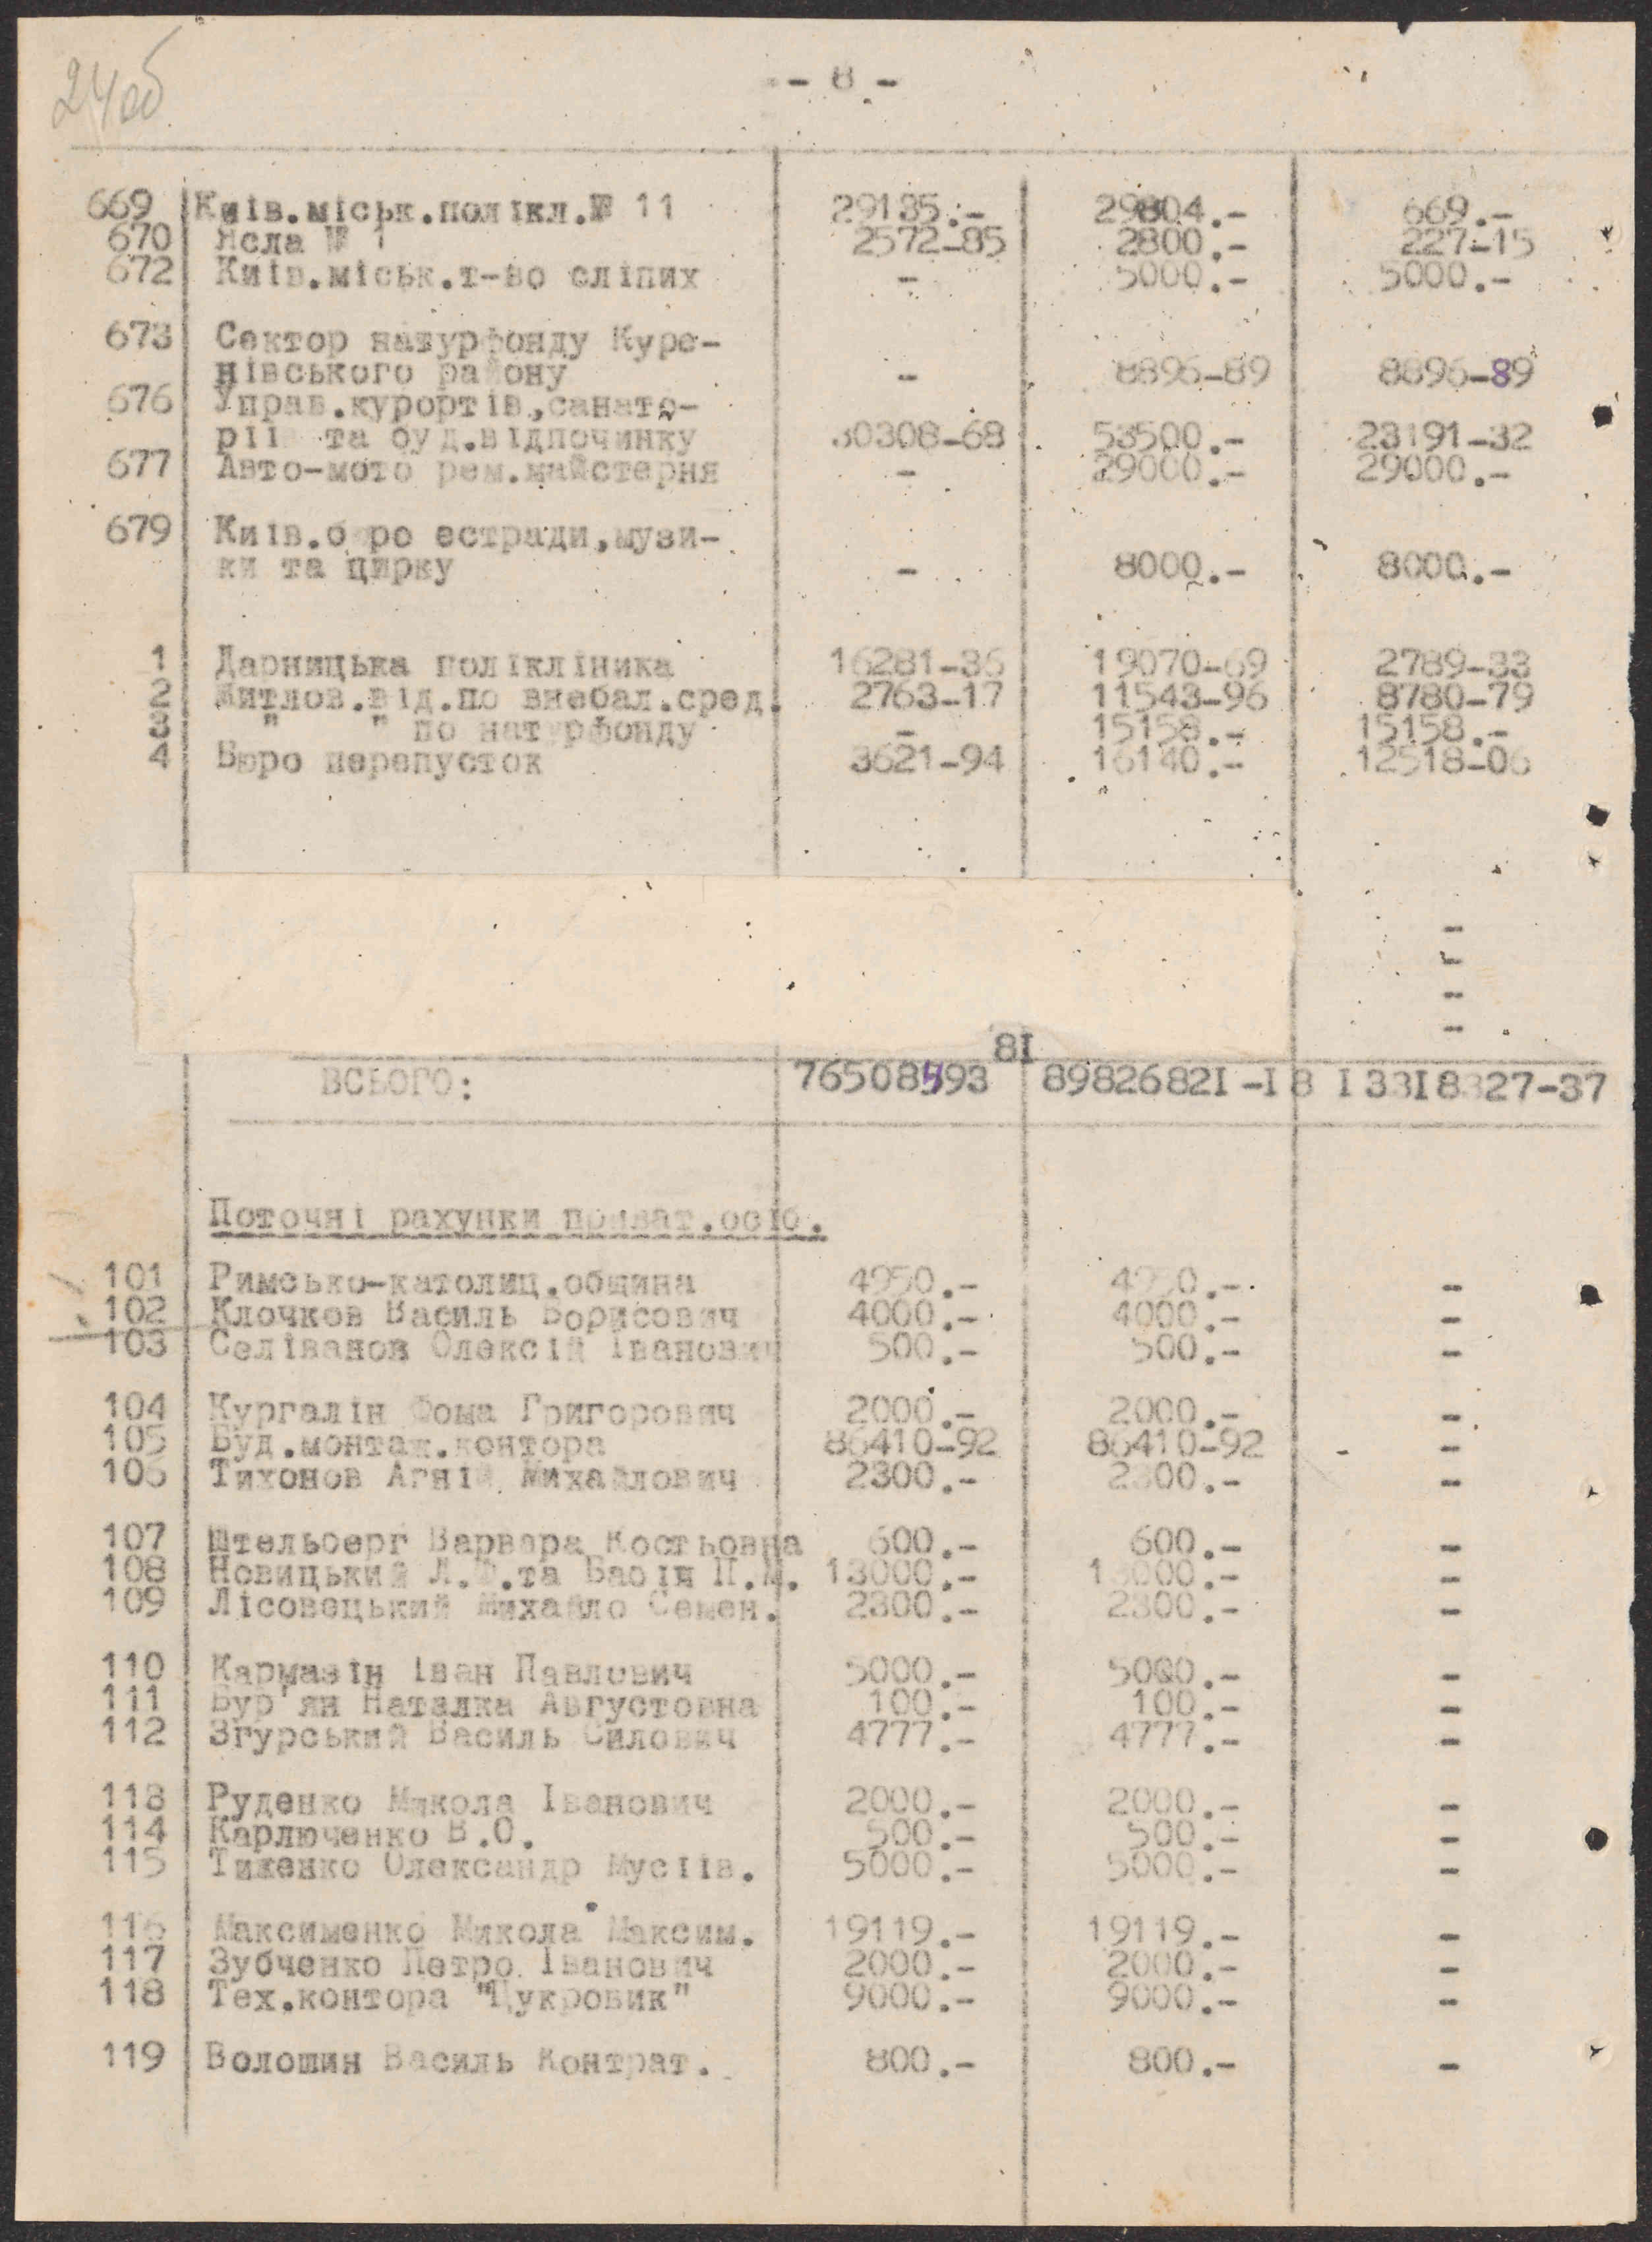 24об
- 8 -
669 Київ.міськ.полікл.№ 11 29135.- 29804.- 669.-
670 Ясла № 1 2572-85 2800.- 227-15
672 Київ.міськ.т-во сліпих - 5000.- 5000.-
673 Сектор натурфонду Куре-
нівського району - 8896-89 8896-89
676 Управ.курортів,санато-
ріїв та буд.відпочинку 30308-68 53500.- 23191-32
677 Авто-мото рем.майстерня - 29000.- 29000.-
679 Київ.бюро естради,музи-
ки та цирку - 8000.- 8000.-
1 Дарницька поліклініка 16281-36 19070-69 2789-33
2 Житлов.від.по внебал.сред. 2763-17 11543-96 8780-79
3 " " по натурфонду - 15158.- 15158.-
4 Бюро перепусток 3621-94 16140.- 12518-06
-
-
-
-
81
ВСЬОГО: 76508493 89826821-18 13318327-37
Поточні рахунки приват.осіб.
101 Римсько-католиц.община 4950.- 4950.- -
102 Клочков Василь Борисович 4000.- 4000.- -
103 Селіванов Олексій Іванович 500.- 500.- -
104 Кургалін Фома Григорович 2000.- 2000.- -
105 Буд.монтаж.контора 86410-92 86410-92 -
106 Тихонов Агній Михайлович 2300.- 2300.- -
107 Штельберг Варвара Костьовна 600.- 600.- -
108 Новицький Л.Ф.та Бабін П.М. 13000.- 13000.- -
109 Лісовецький Михайло Семен. 2300.- 2300.- -
110 Кармазін Іван Павлович 5000.- 5000.- -
111 Бур'ян Наталка Августовна 100.- 100.- -
112 Згурський Василь Силович 4777.- 4777.- -
113 Руденко Микола Іванович 2000.- 2000.- -
114 Карлюченко В.О. 500.- 500.- -
115 Тиженко Олександр Мусіїв. 5000.- 5000.- -
116 Максименко Микола Максим. 19119.- 19119.- -
117 Зубченко Петро Іванович 2000.- 2000.- -
118 Тех.контора "Цукровик" 9000.- 9000.- -
119 Волошин Василь Контрат. 800.- 800.- -